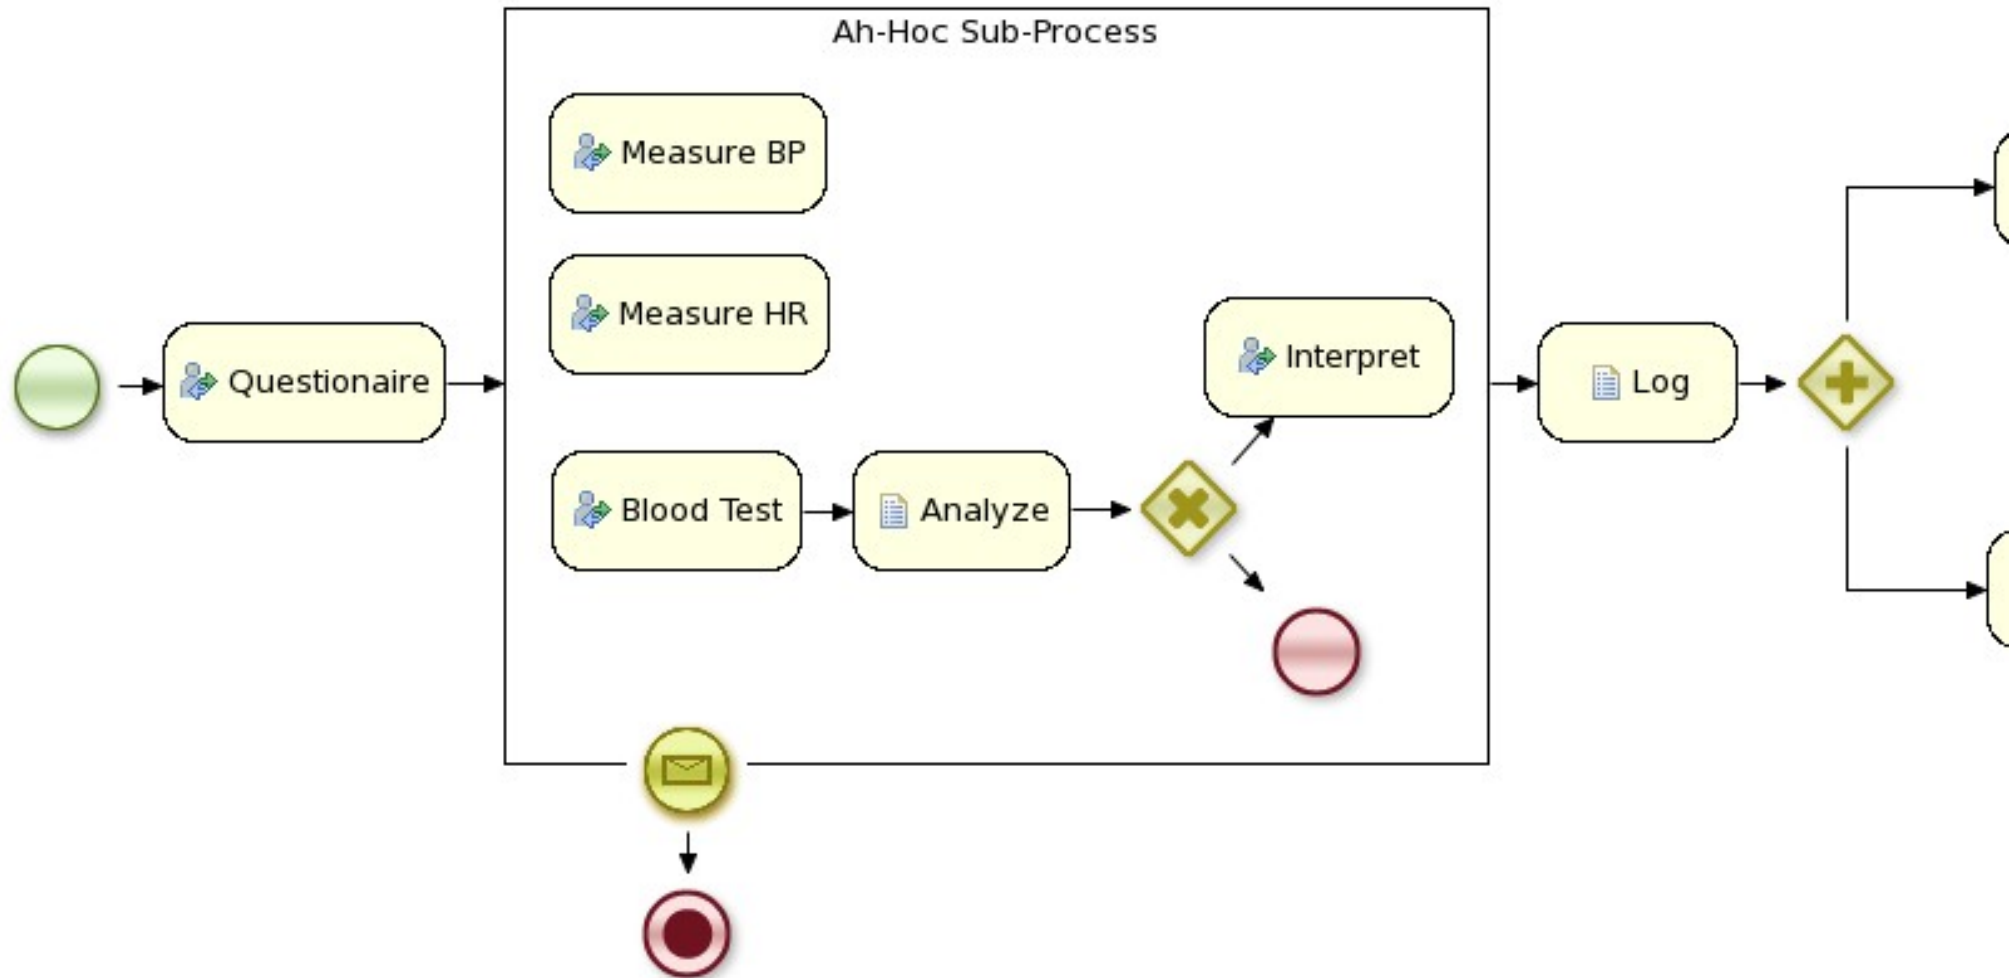 Ah-Hoc Sub-Process
Measure BP
Measure HR
Questionaire
Interpret
Log
Blood Test
Analyze